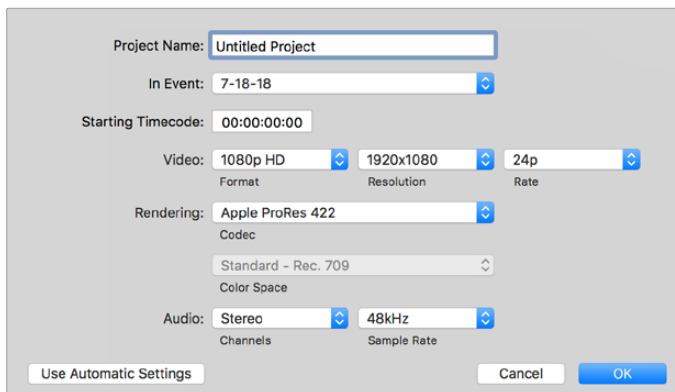 Project Name: Untitled Project
In Event: 7-18-18
Starting Timecode: 00:00:00:00
Video: 1080p HD 1920x1080 24p
Format Resolution Rate
Rendering: Apple ProRes 422
Codec
Standard - Rec. 709
Color Space
Audio: Stereo 48kHz
Channels Sample Rate
Use Automatic Settings Cancel OK